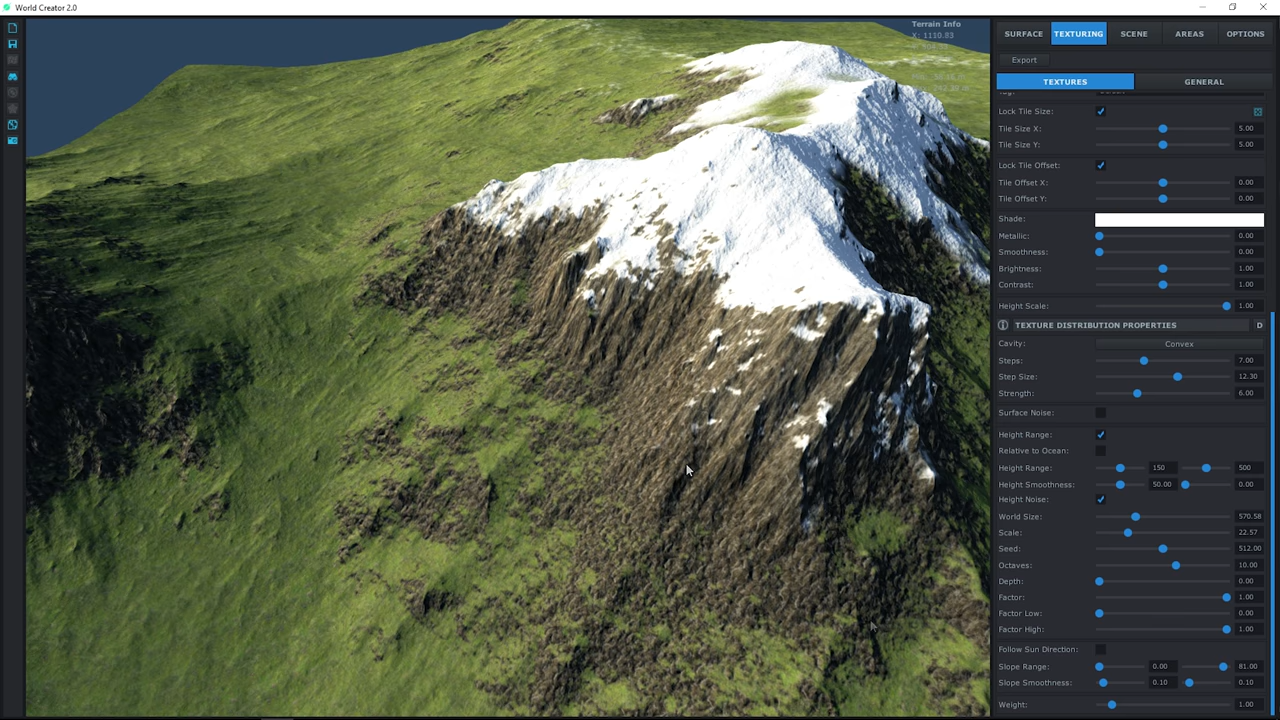 World Creator 2.0
Terrain Info
X: 1110.83
SURFACE TEXTURING SCENE AREAS OPTIONS
Export
TEXTURES GENERAL
Lock Tile Size:
Tile Size X: 5.00
Tile Size Y: 5.00
Lock Tile Offset:
Tile Offset X: 0.00
Tile Offset Y: 0.00
Shade:
Metallic: 0.00
Smoothness: 0.00
Brightness: 1.00
Contrast: 1.00
Height Scale: 1.00
TEXTURE DISTRIBUTION PROPERTIES D
Cavity: Convex
Steps: 7.00
Step Size: 12.30
Strength: 6.00
Surface Noise:
Height Range:
Relative to Ocean:
Height Range: 150 500
Height Smoothness: 50.00 0.00
Height Noise:
World Size: 570.58
Scale: 22.57
Seed: 512.00
Octaves: 10.00
Depth: 0.00
Factor: 1.00
Factor Low: 0.00
Factor High: 1.00
Follow Sun Direction:
Slope Range: 0.00 81.00
Slope Smoothness: 0.10 0.10
Weight: 1.00